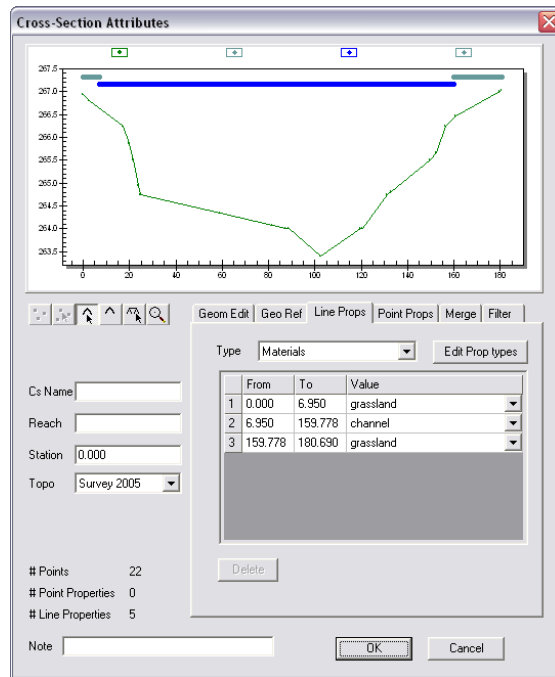 Cross-Section Attributes
267.5
267.0
266.5
266.0
265.5
265.0
264.5
264.0
263.5
0 20 40 60 80 100 120 140 160 180
Geom Edit Geo Ref Line Props Point Props Merge Filter
Type Materials Edit Prop types
From To Value
1 0.000 6.950 grassland
2 6.950 159.778 channel
3 159.778 180.690 grassland
Cs Name
Reach
Station 0.000
Topo Survey 2005
Delete
# Points 22
# Point Properties 0
# Line Properties 5
Note
OK Cancel